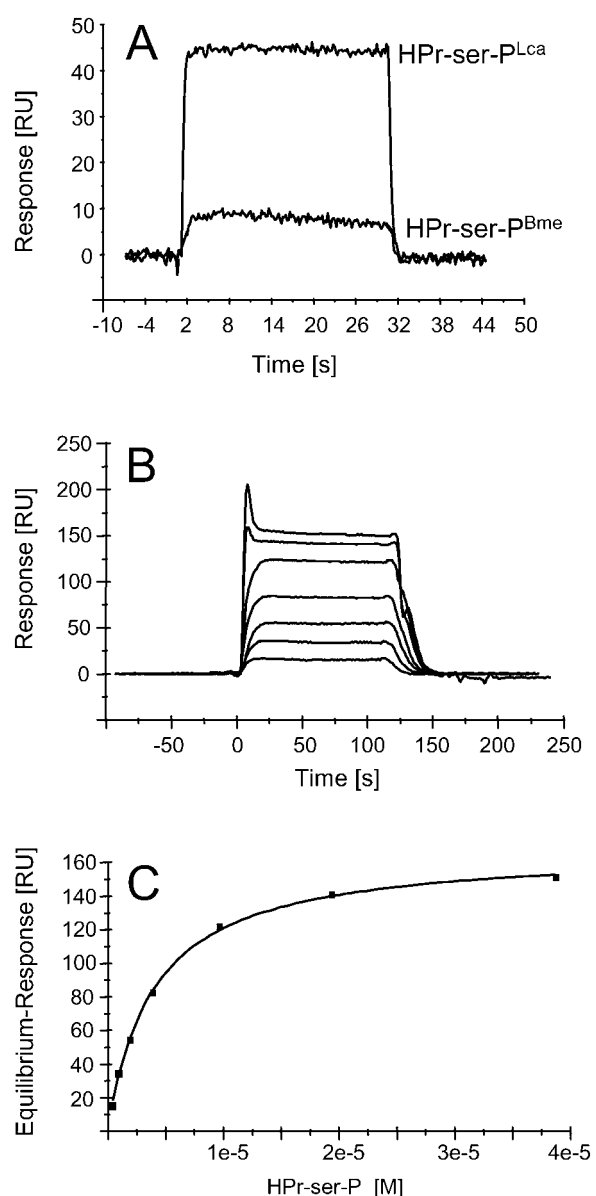 A
50
40
30
20
10
0
Response [RU]
HPr-ser-P^Lca
HPr-ser-P^Bme
-10 -4 2 8 14 20 26 32 38 44 50
Time [s]
B
250
200
150
100
50
0
Response [RU]
-50 0 50 100 150 200 250
Time [s]
C
160
140
120
100
80
60
40
20
Equilibrium-Response [RU]
1e-5 2e-5 3e-5 4e-5
HPr-ser-P [M]